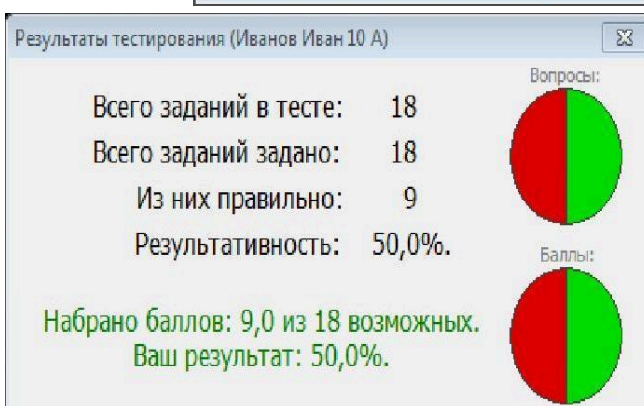 Результаты тестирования (Иванов Иван 10 А)
Вопросы:
Всего заданий в тесте: 18
Всего заданий задано: 18
Из них правильно: 9
Результативность: 50,0%.
Баллы:
Набрано баллов: 9,0 из 18 возможных.
Ваш результат: 50,0%.